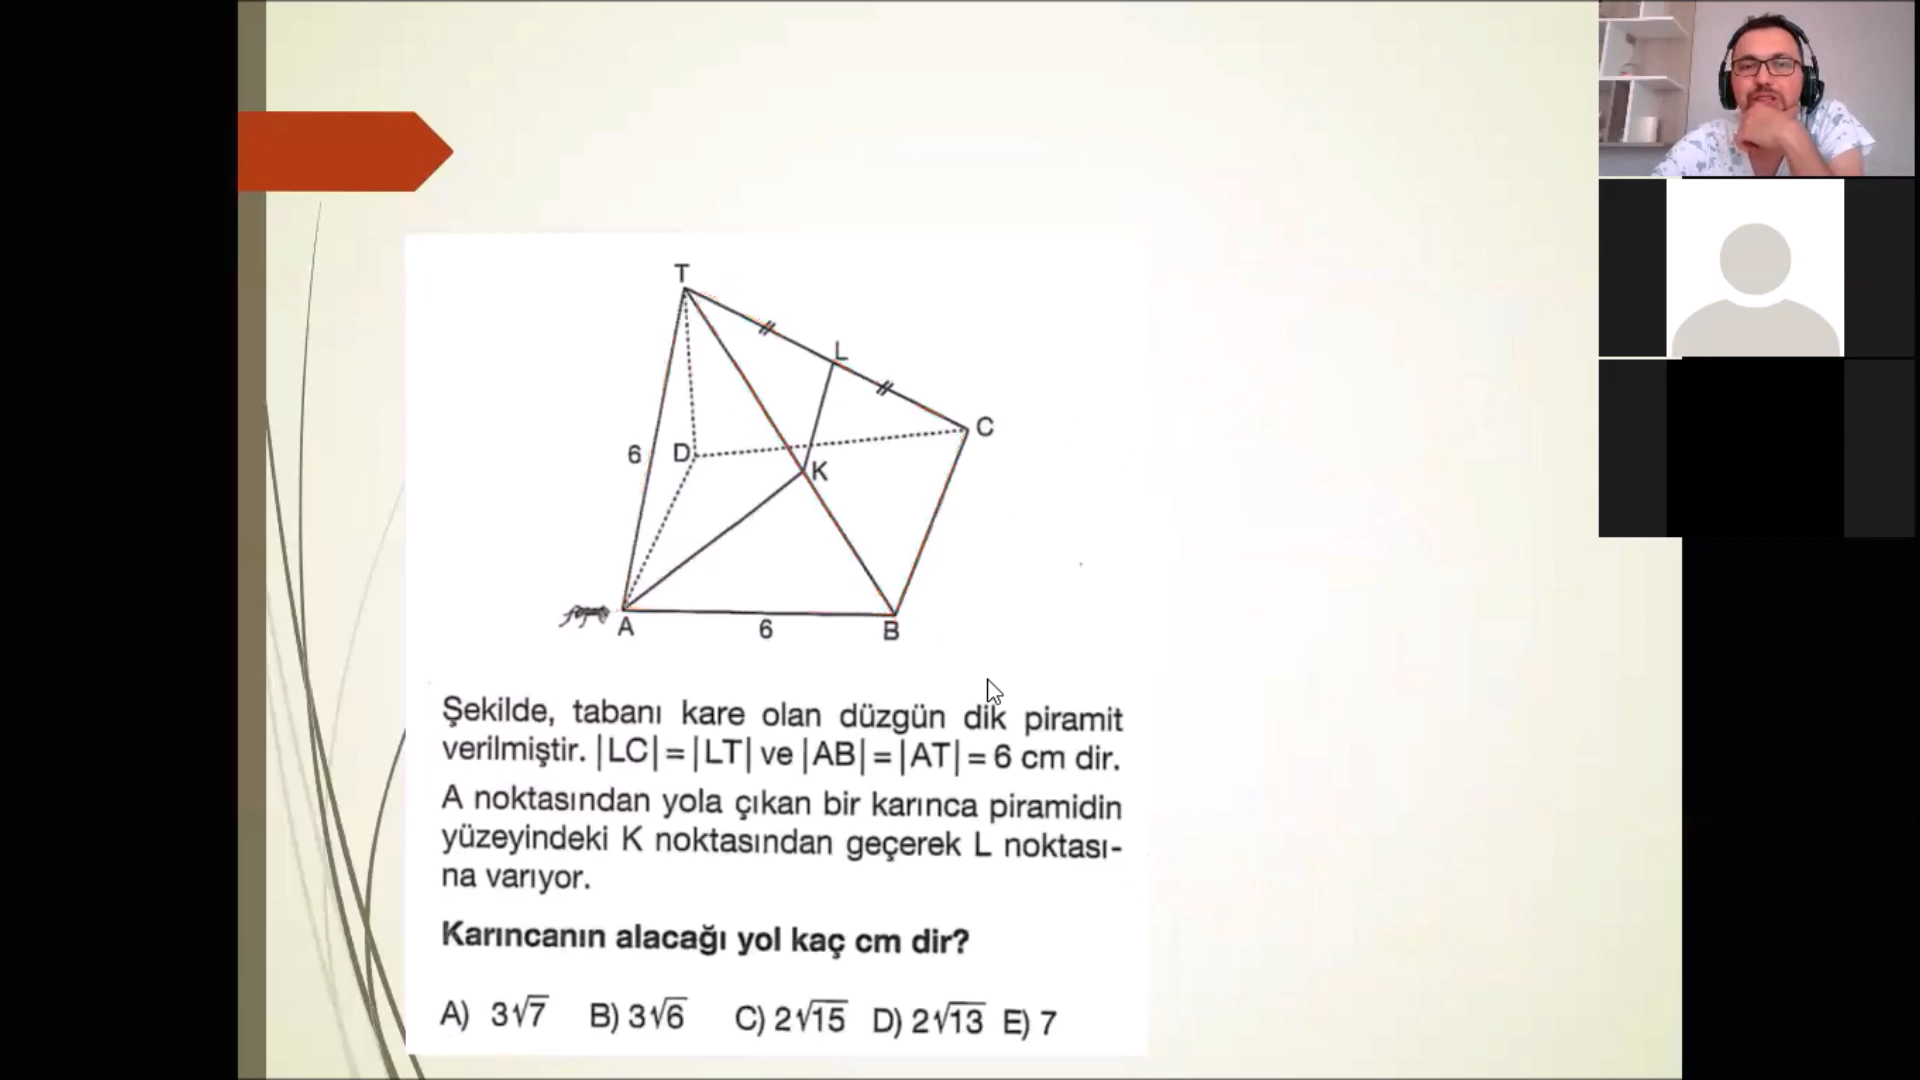 T
L
C
6
D
K
A
6
B
Şekilde, tabanı kare olan düzgün dik piramit
verilmiştir. |LC| = |LT| ve |AB| = |AT| = 6 cm dir.
A noktasından yola çıkan bir karınca piramidin
yüzeyindeki K noktasından geçerek L noktası-
na varıyor.
Karıncanın alacağı yol kaç cm dir?
A) 3√7 B) 3√6 C) 2√15 D) 2√13 E) 7